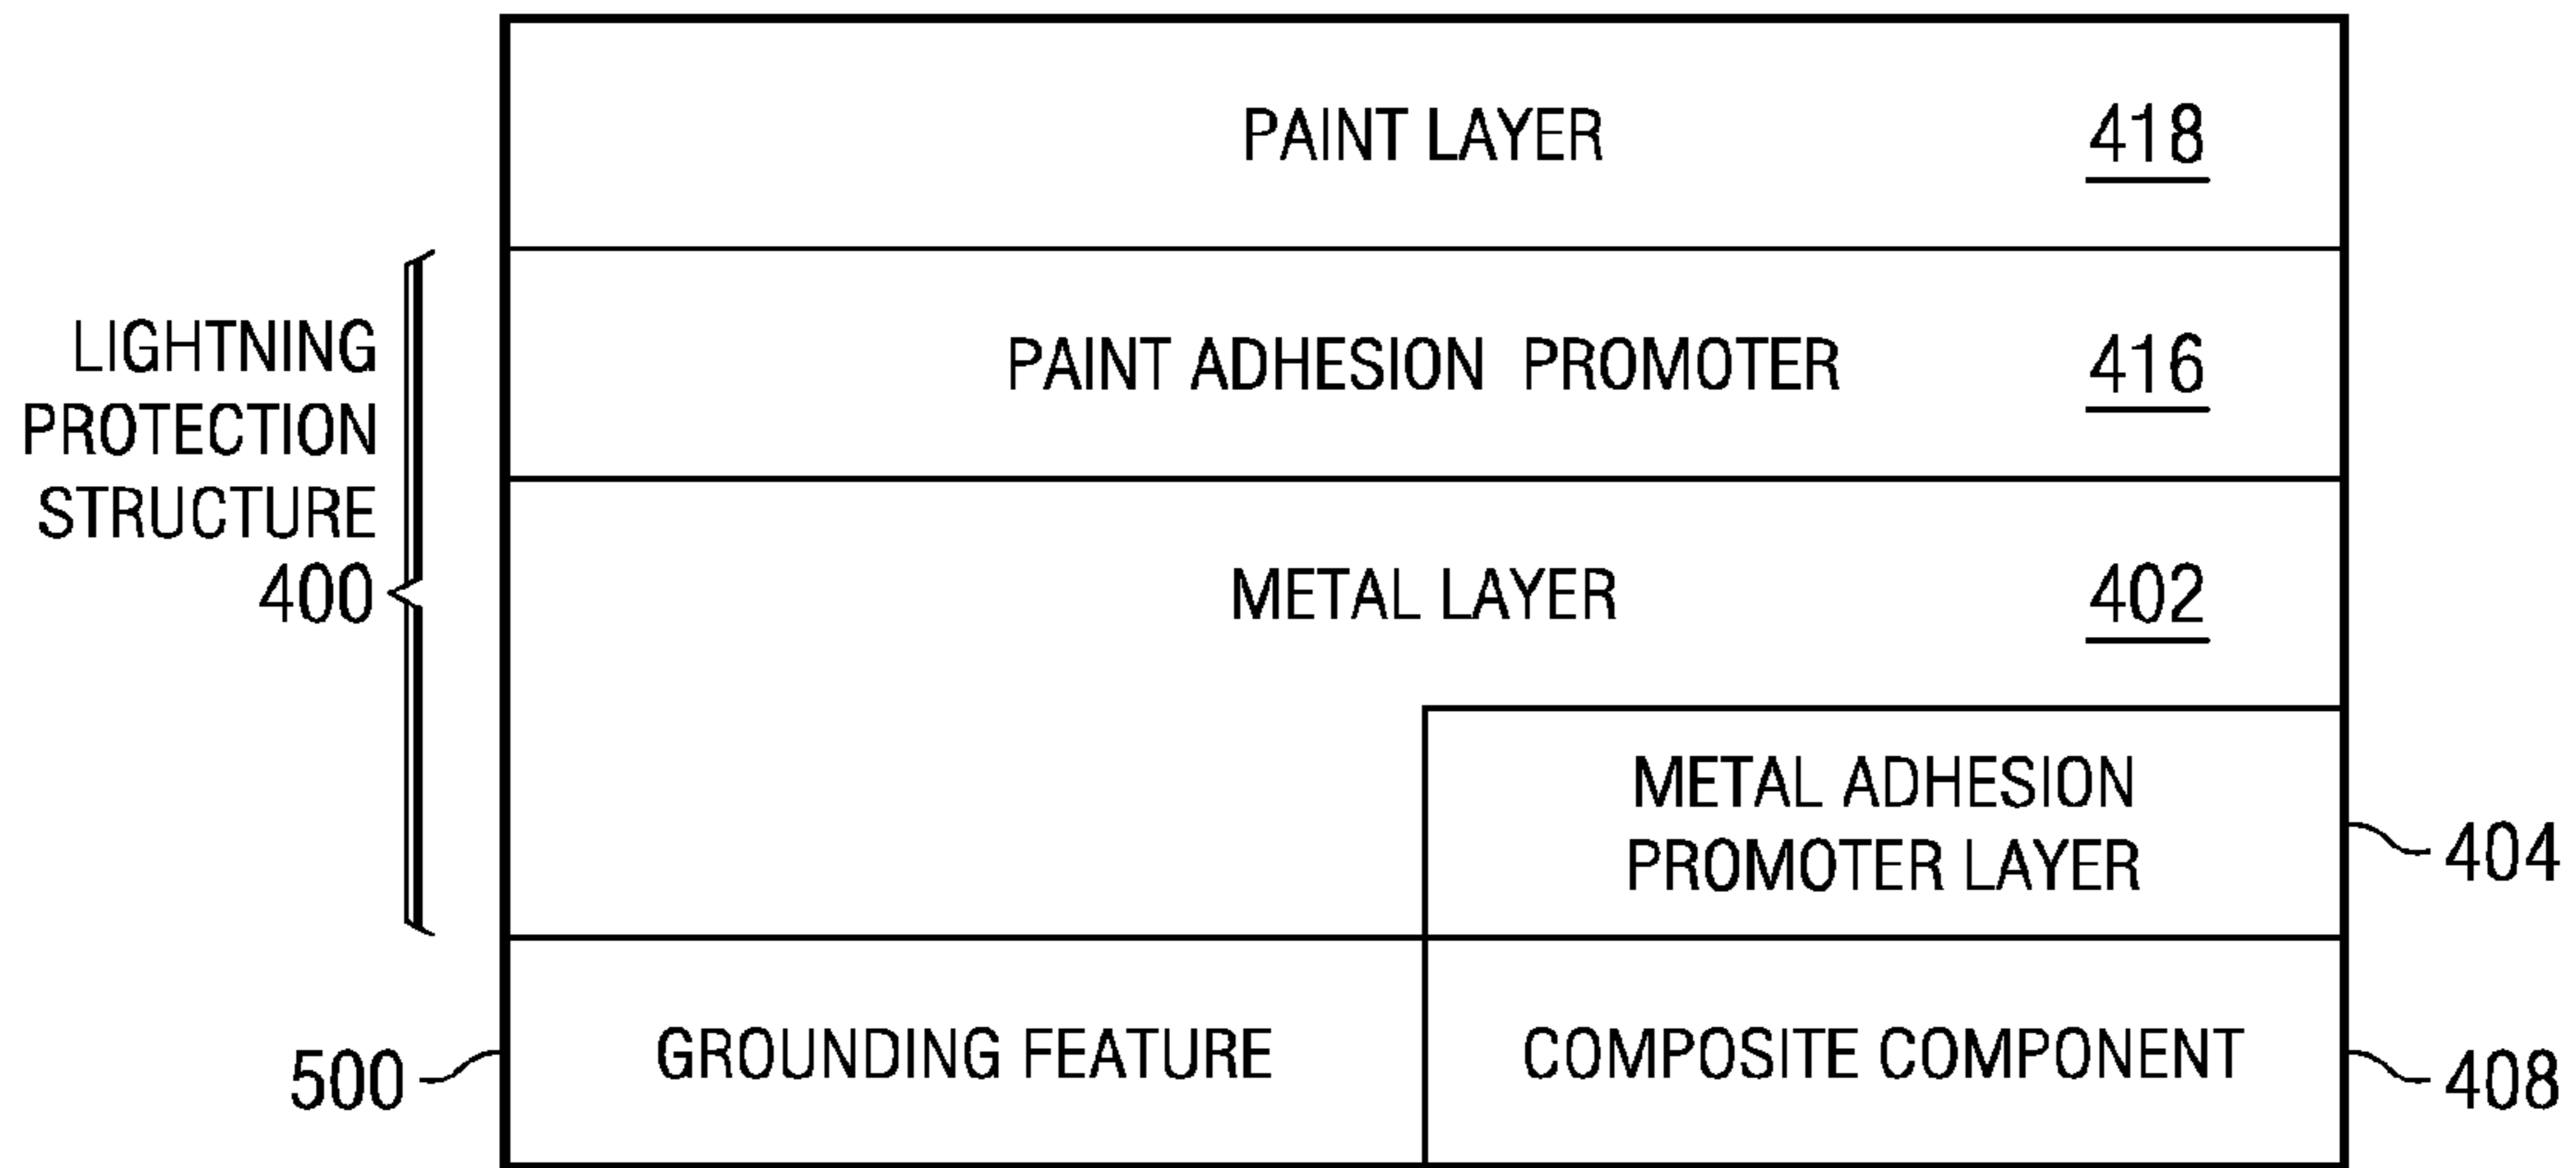 PAINT LAYER 418
PAINT ADHESION PROMOTER 416
LIGHTNING
PROTECTION
STRUCTURE
400
METAL LAYER 402
METAL ADHESION
PROMOTER LAYER
404
500
GROUNDING FEATURE
COMPOSITE COMPONENT
408